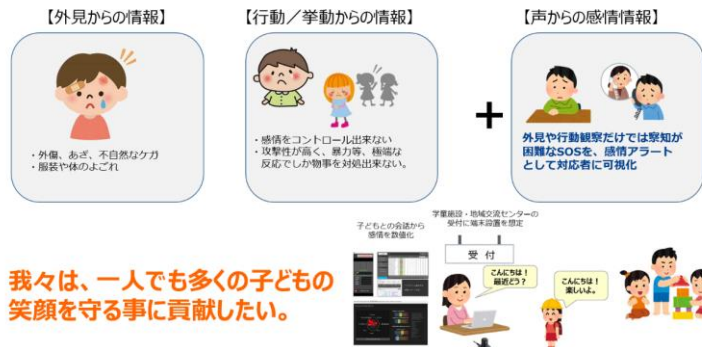 【外見からの情報】
【行動／挙動からの情報】
【声からの感情情報】
・外傷、あざ、不自然なケガ
・服装や体のよごれ
・感情をコントロール出来ない
・攻撃性が高く、暴力等、極端な
反応でしか物事を対処出来ない。
+
外見や行動観察だけでは察知が
困難なSOSを、感情アラート
として対応者に可視化
子どもとの会話から
感情を数値化
学童施設・地域交流センターの
受付に端末設置を想定
受付
こんにちは！
最近どう？
こんにちは！
楽しいよ。
我々は、一人でも多くの子どもの
笑顔を守る事に貢献したい。